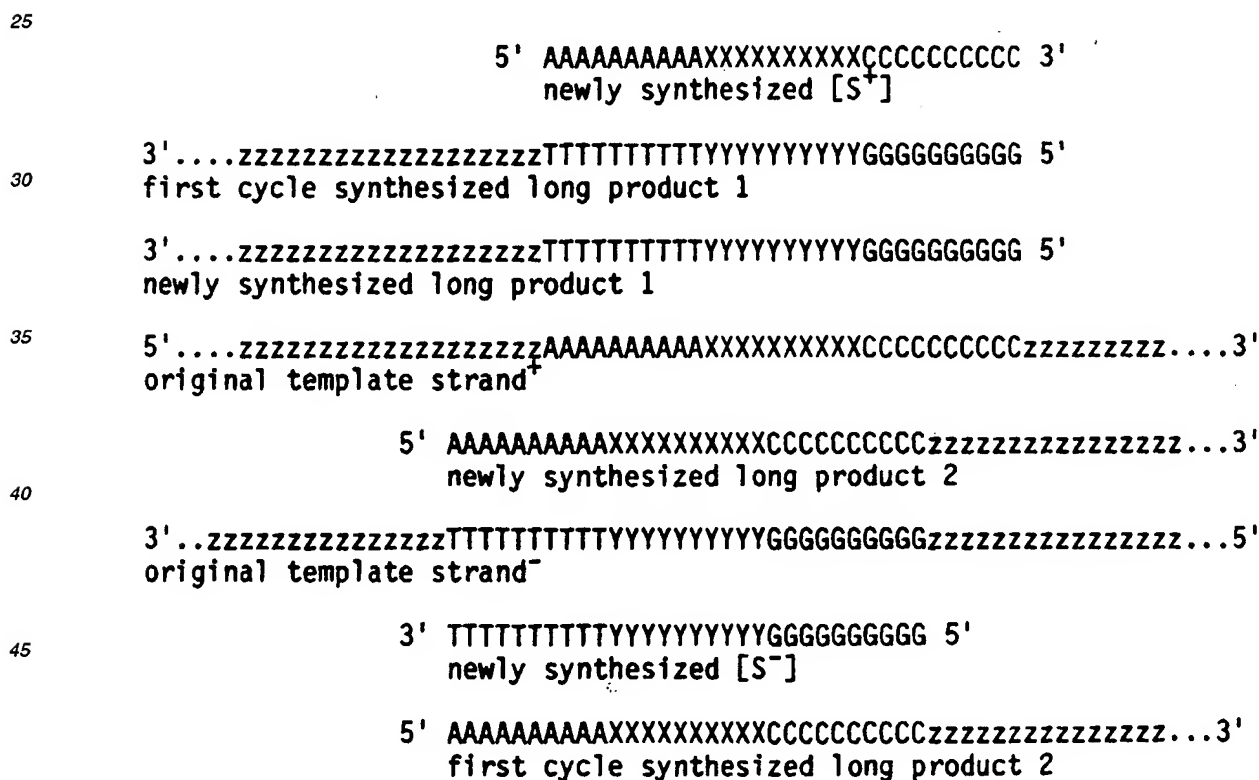 25
5' AAAAAAAAAAXXXXXXXXXXCCCCCCCCCC 3'
newly synthesized [S⁺]
3'....zzzzzzzzzzzzzzzzzzzTTTTTTTTTTYYYYYYYYYYGGGGGGGGGG 5'
30
first cycle synthesized long product 1
3'....zzzzzzzzzzzzzzzzzzzTTTTTTTTTTYYYYYYYYYYGGGGGGGGGG 5'
newly synthesized long product 1
35
5'....zzzzzzzzzzzzzzzzzzzAAAAAAAAAAXXXXXXXXXXCCCCCCCCCCzzzzzzzzz....3'
original template strand⁺
5' AAAAAAAAAAXXXXXXXXXXCCCCCCCCCCzzzzzzzzzzzzzzzz...3'
newly synthesized long product 2
40
3'..zzzzzzzzzzzzzzzTTTTTTTTTTYYYYYYYYYYGGGGGGGGGGzzzzzzzzzzzzzzzz...5'
original template strand⁻
45
3' TTTTTTTTTTYYYYYYYYYYGGGGGGGGGG 5'
newly synthesized [S⁻]
5' AAAAAAAAAAXXXXXXXXXXCCCCCCCCCCzzzzzzzzzzzzzzz...3'
first cycle synthesized long product 2